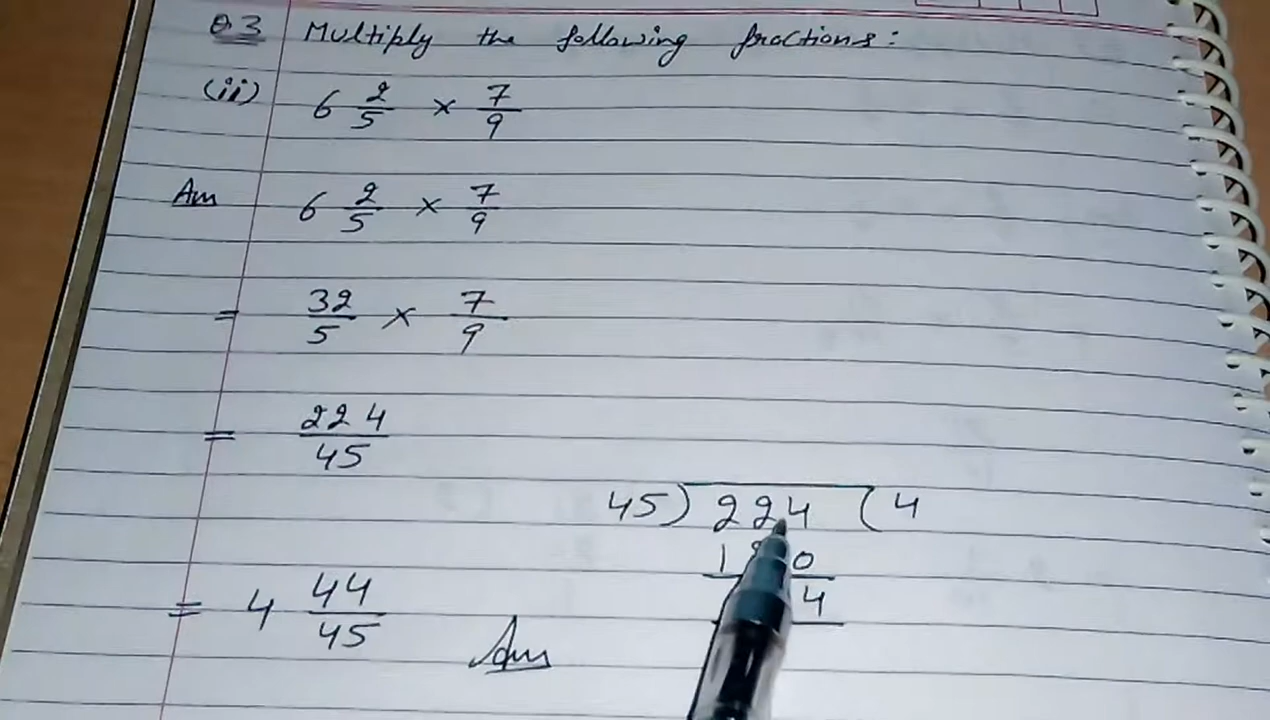 Q3 Multiply the following fractions:
(ii) 6 2/5 × 7/9
Ans 6 2/5 × 7/9
= 32/5 × 7/9
= 224/45
45) 224 (4
= 4 44/45 Ans